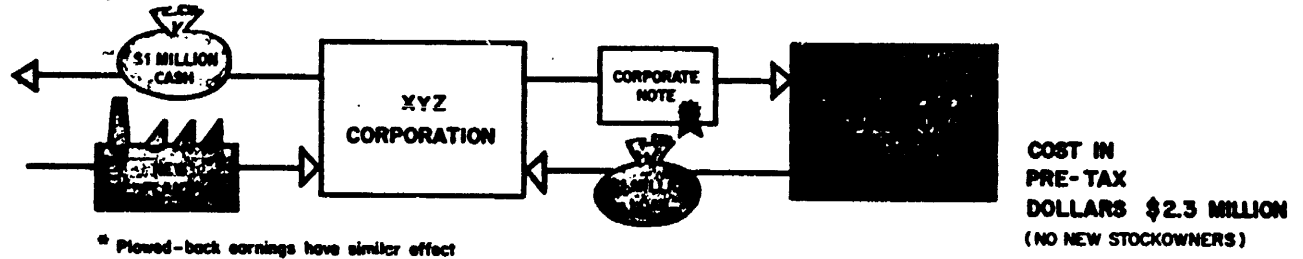 $1 MILLION
CASH
XYZ
CORPORATION
CORPORATE
NOTE
NEW
COST IN
PRE-TAX
DOLLARS $2.3 MILLION
(NO NEW STOCKOWNERS)
* Plowed-back earnings have similar effect